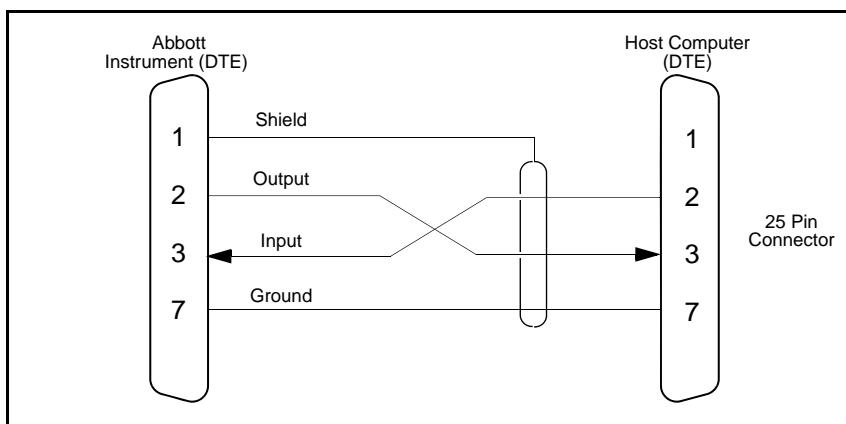 Abbott
Instrument (DTE)
Host Computer
(DTE)
1
Shield
1
2
Output
2
3
Input
3
7
Ground
7
25 Pin
Connector